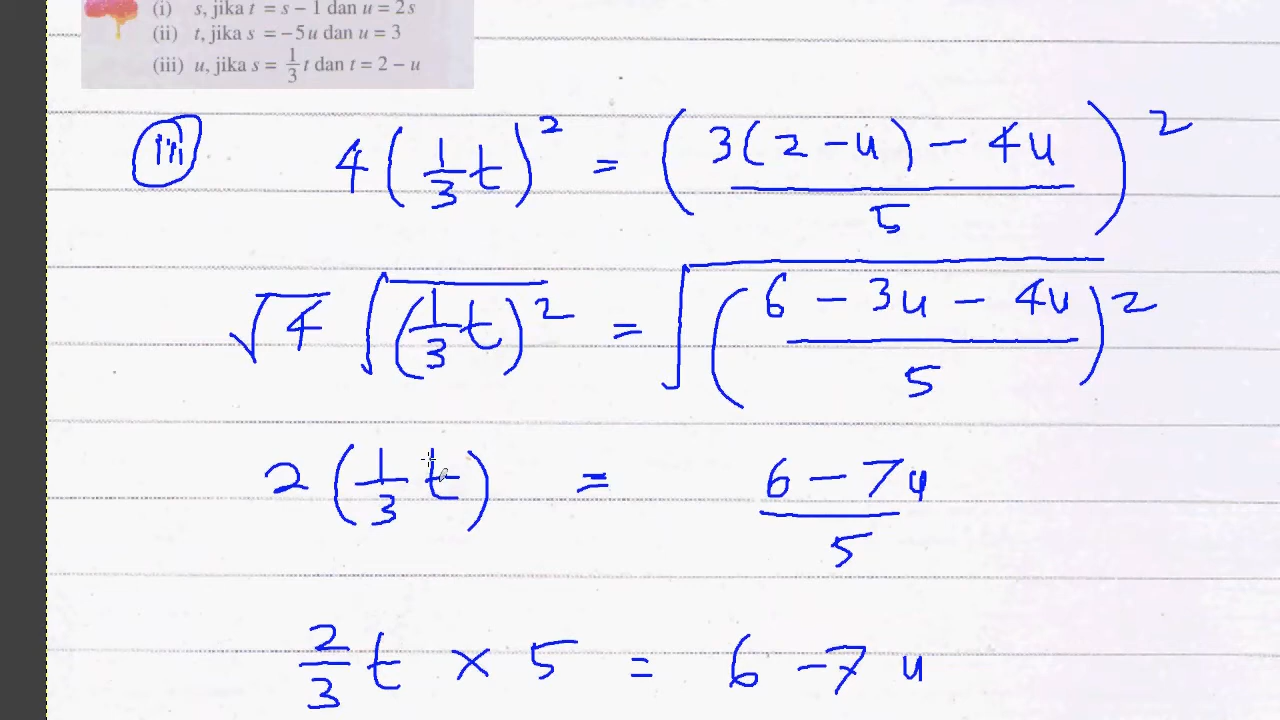 (i) s, jika t = s − 1 dan u = 2s
(ii) t, jika s = −5u dan u = 3
(iii) u, jika s = 1/3 t dan t = 2 − u
(iii) 4(1/3 t)² = ((3(2 − u) − 4u)/5)²
√4 √(1/3 t)² = √((6 − 3u − 4u)/5)²
2(1/3 t) = (6 − 7u)/5
2/3 t × 5 = 6 − 7u